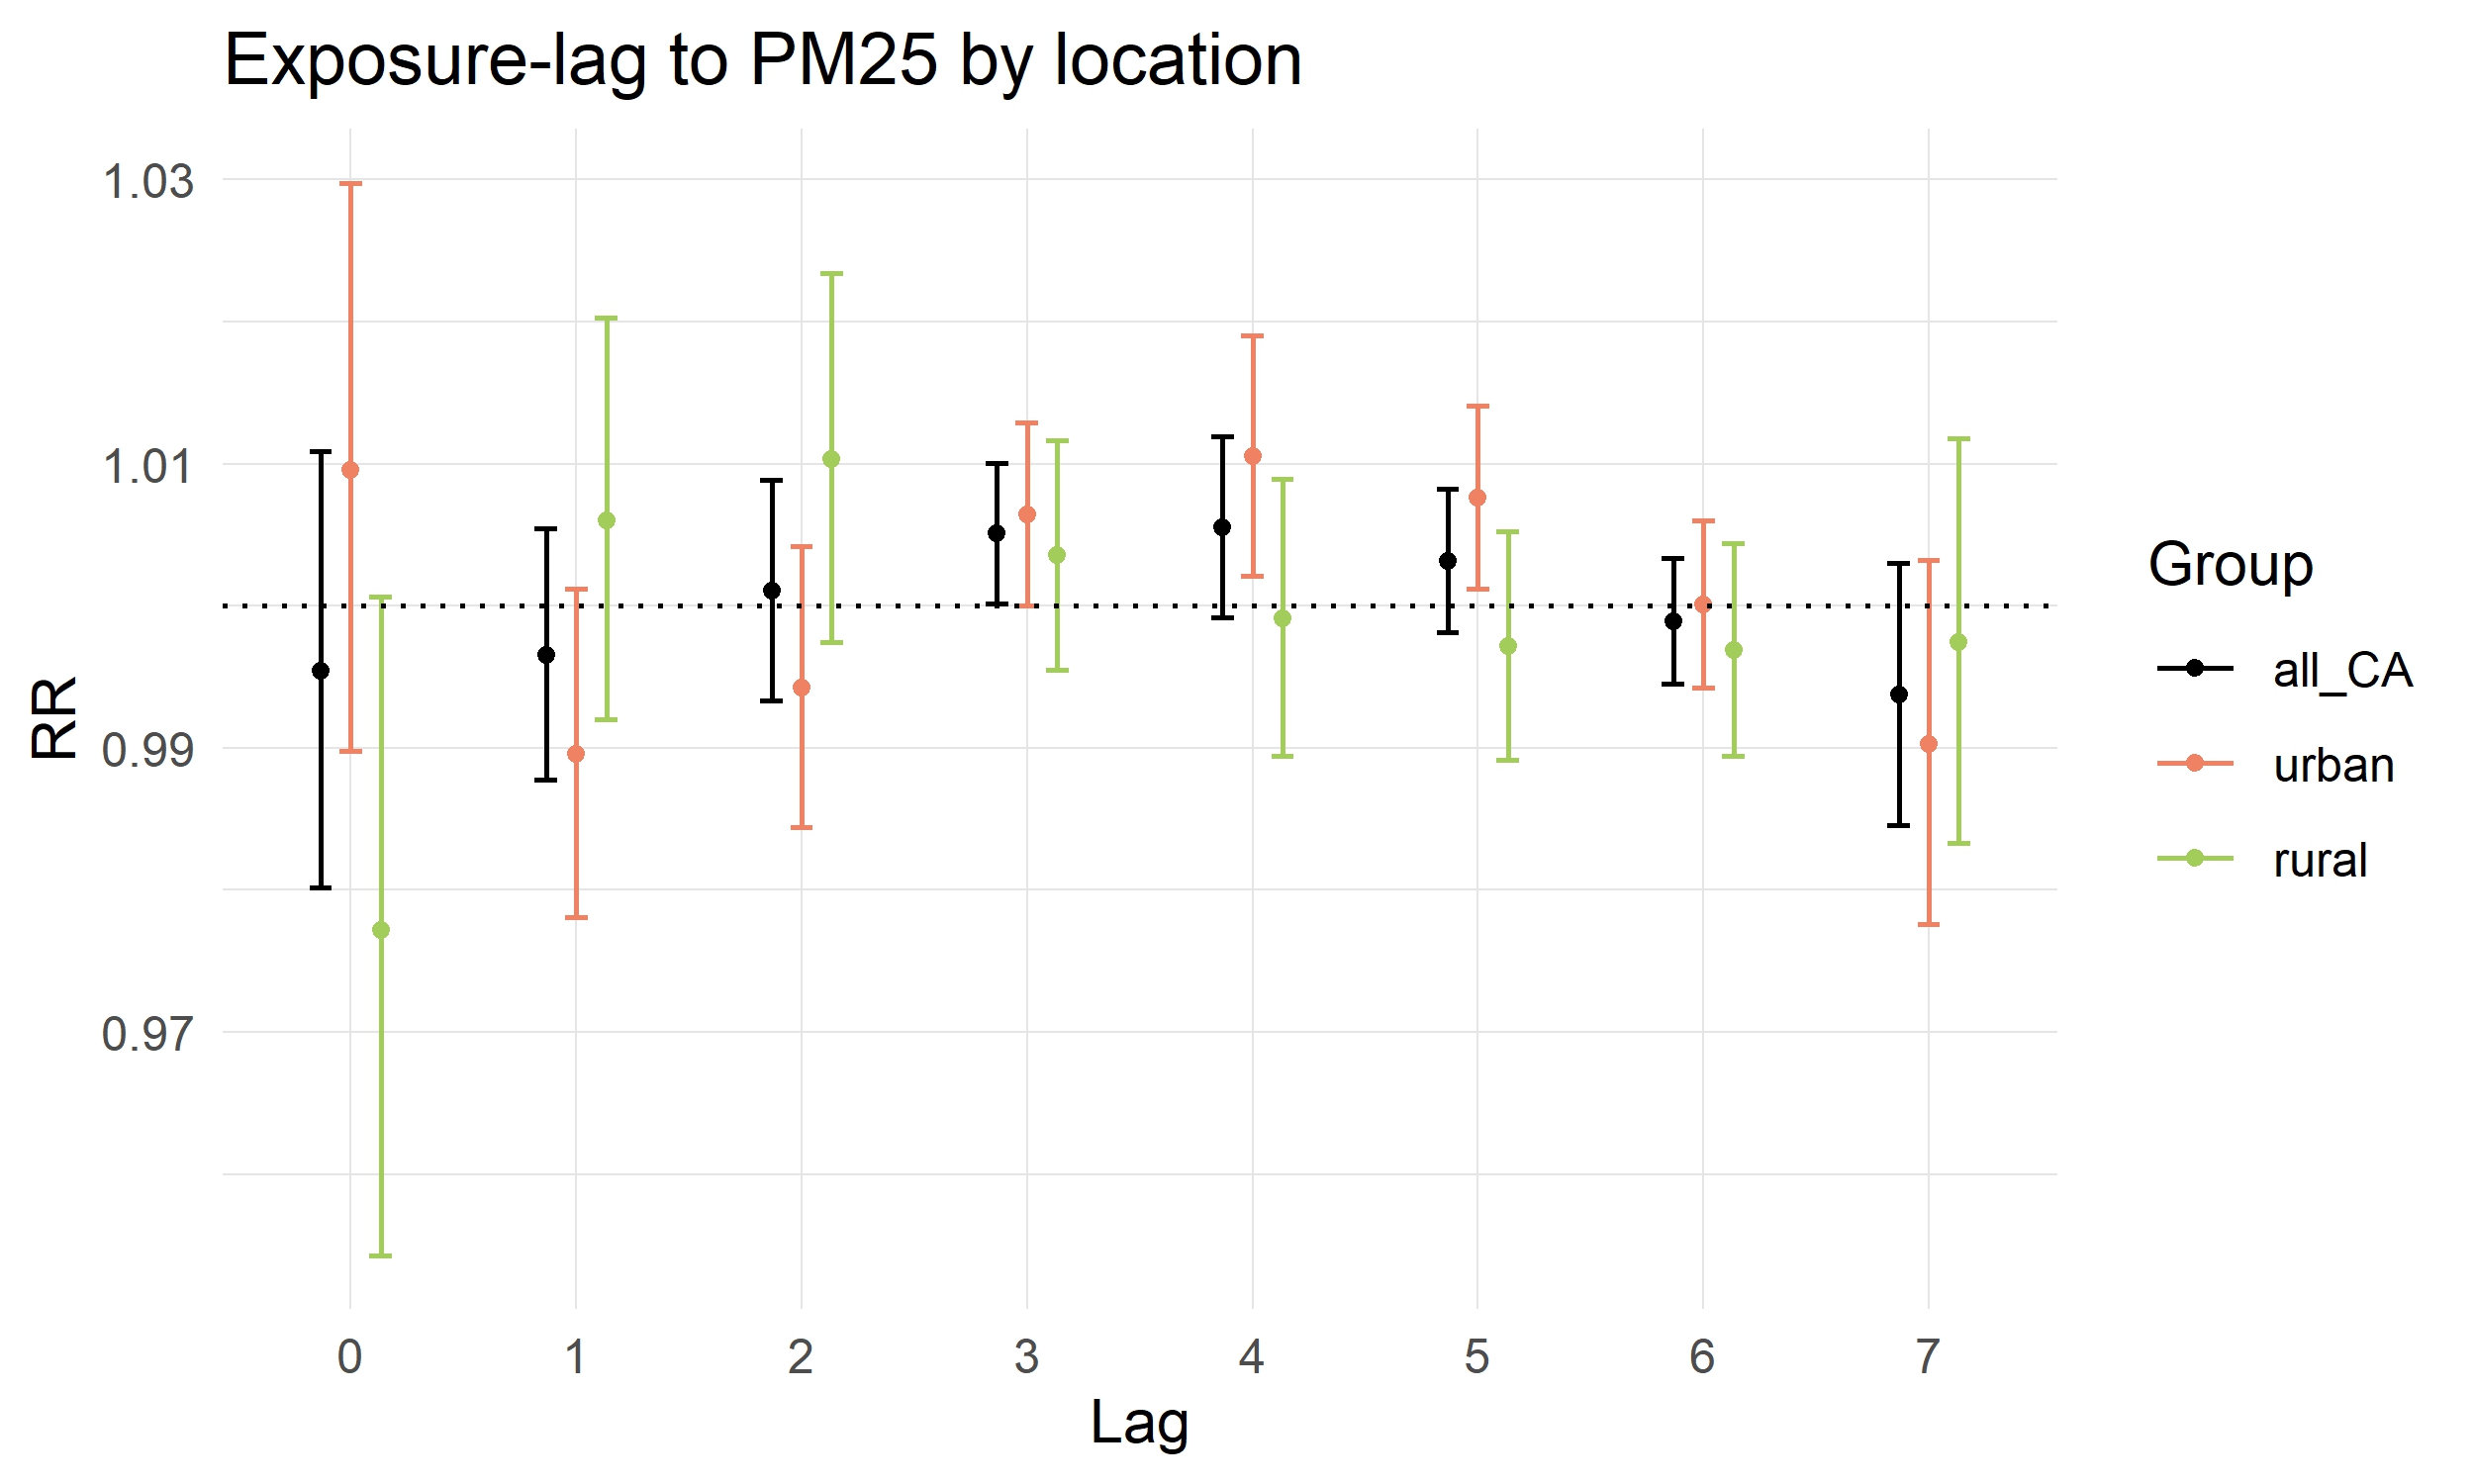 Exposure-lag to PM25 by location
1.03
1.01
0.99
0.97
RR
0 1 2 3 4 5 6 7
Lag
Group
all_CA
urban
rural